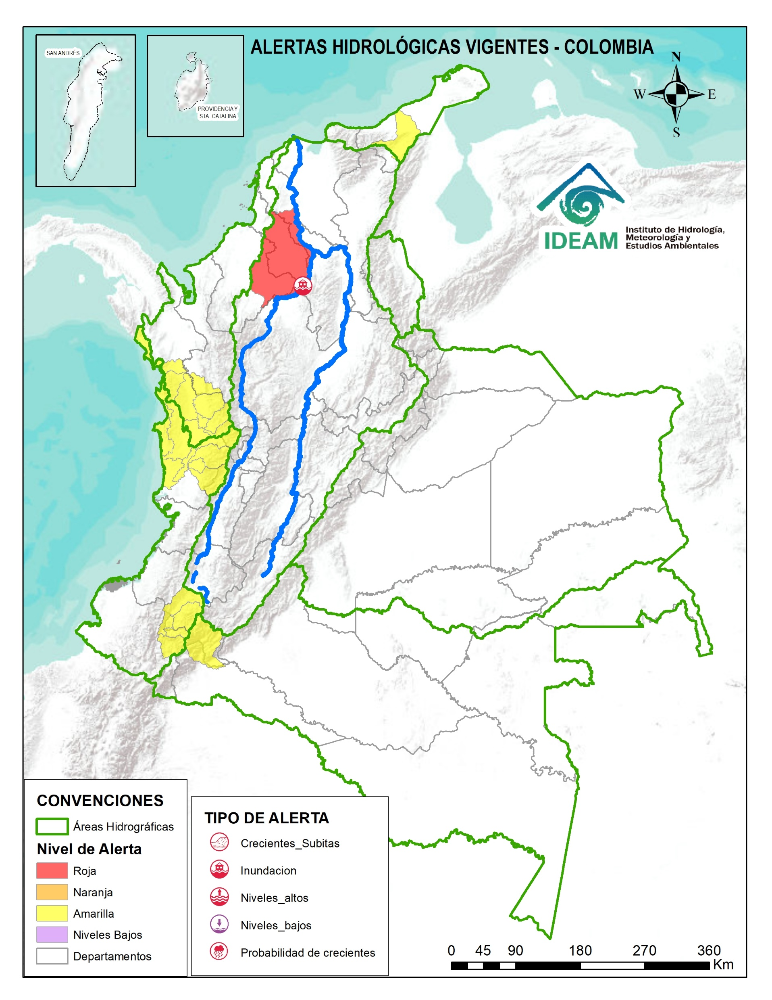 ALERTAS HIDROLÓGICAS VIGENTES - COLOMBIA
SAN ANDRÉS
PROVIDENCIA Y
STA. CATALINA
N
W
E
S
IDEAM
Instituto de Hidrología,
Meteorología y
Estudios Ambientales
CONVENCIONES
Áreas Hidrográficas
Nivel de Alerta
Roja
Naranja
Amarilla
Niveles Bajos
Departamentos
TIPO DE ALERTA
Crecientes_Subitas
Inundacion
Niveles_altos
Niveles_bajos
Probabilidad de crecientes
0 45 90 180 270 360
Km